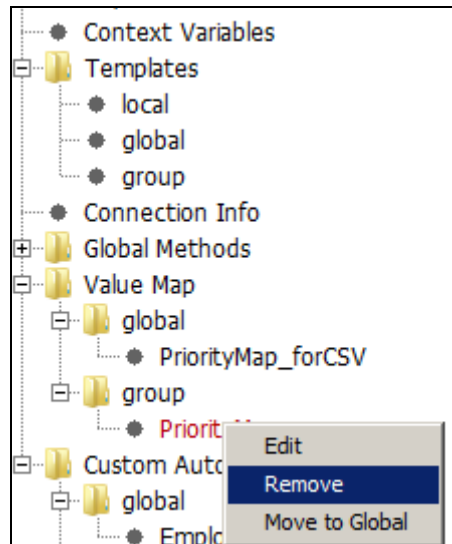 Context Variables
Templates
local
global
group
Connection Info
Global Methods
Value Map
global
PriorityMap_forCSV
group
Edit
Remove
Custom
global
Move to Global